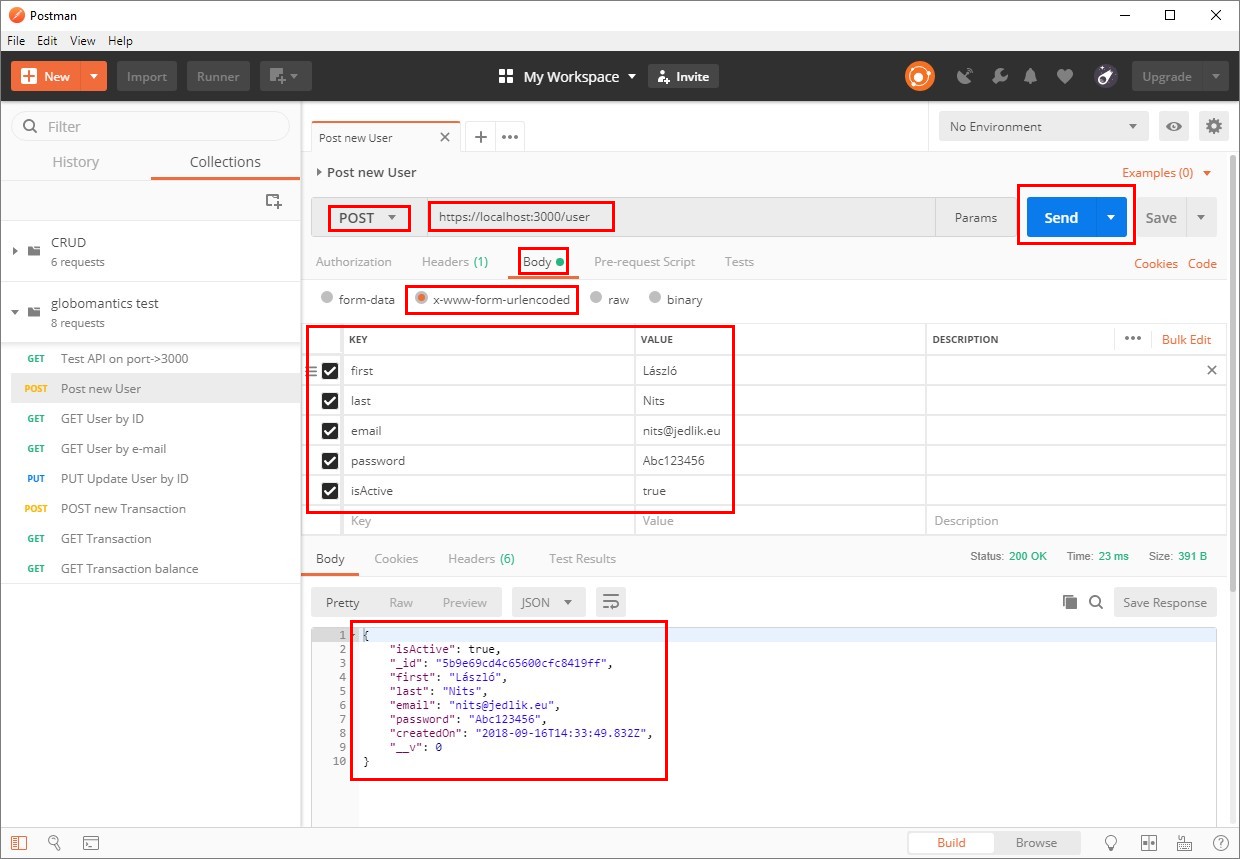 Postman
File Edit View Help
New Import Runner My Workspace Invite Upgrade
Filter
History Collections
CRUD
6 requests
globomantics test
8 requests
GET Test API on port->3000
POST Post new User
GET GET User by ID
GET GET User by e-mail
PUT PUT Update User by ID
POST POST new Transaction
GET GET Transaction
GET GET Transaction balance
Post new User
No Environment
Post new User Examples (0)
POST https://localhost:3000/user Params Send Save
Authorization Headers (1) Body Pre-request Script Tests Cookies Code
form-data x-www-form-urlencoded raw binary
KEY VALUE DESCRIPTION Bulk Edit
first László
last Nits
email nits@jedlik.eu
password Abc123456
isActive true
Key Value Description
Body Cookies Headers (6) Test Results Status: 200 OK Time: 23 ms Size: 391 B
Pretty Raw Preview JSON Save Response
1 {
2 "isActive": true,
3 "_id": "5b9e69cd4c65600cfc8419ff",
4 "first": "László",
5 "last": "Nits",
6 "email": "nits@jedlik.eu",
7 "password": "Abc123456",
8 "createdOn": "2018-09-16T14:33:49.832Z",
9 "__v": 0
10 }
Build Browse